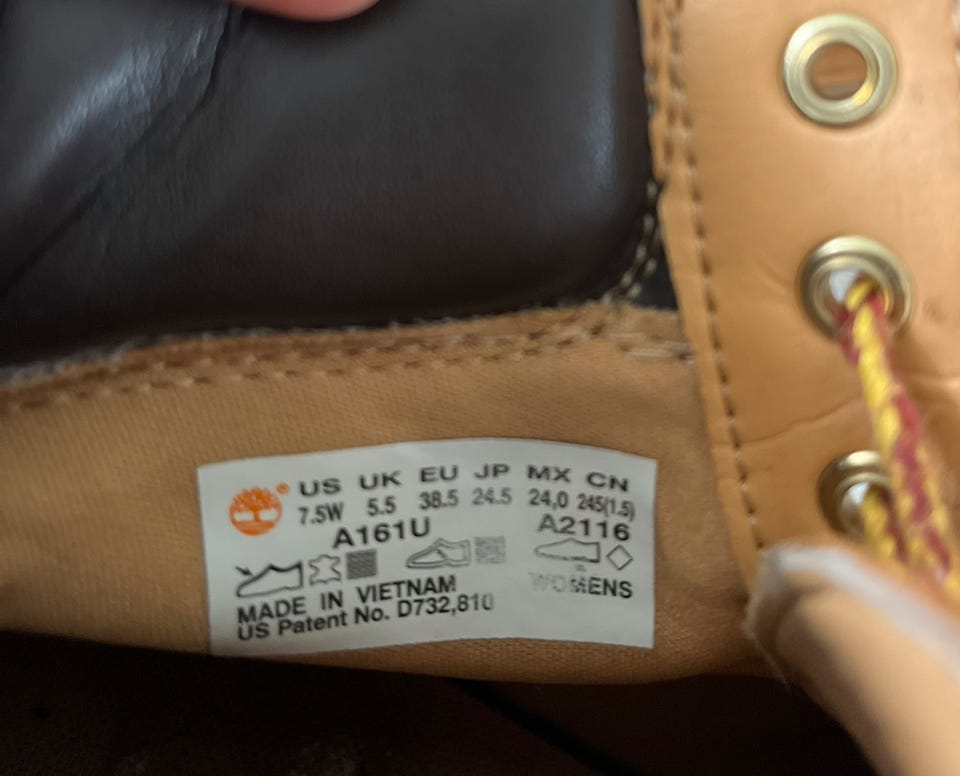 US UK EU JP MX CN
7.5W 5.5 38.5 24.5 24,0 245(1.5)
A161U A2116
WOMENS
MADE IN VIETNAM
US Patent No. D732,810